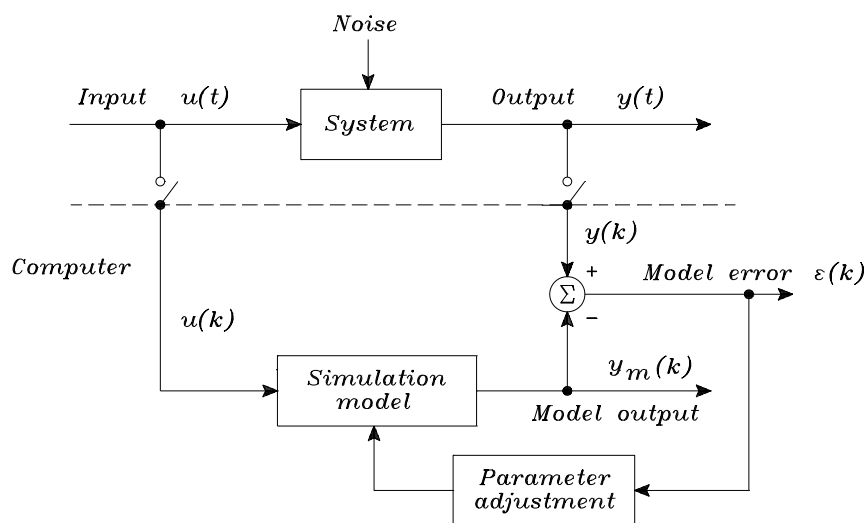 Noise
Input u(t)
Output y(t)
System
y(k)
Computer
+
Model error ε(k)
Σ
u(k)
−
Simulation
model
y_m(k)
Model output
Parameter
adjustment